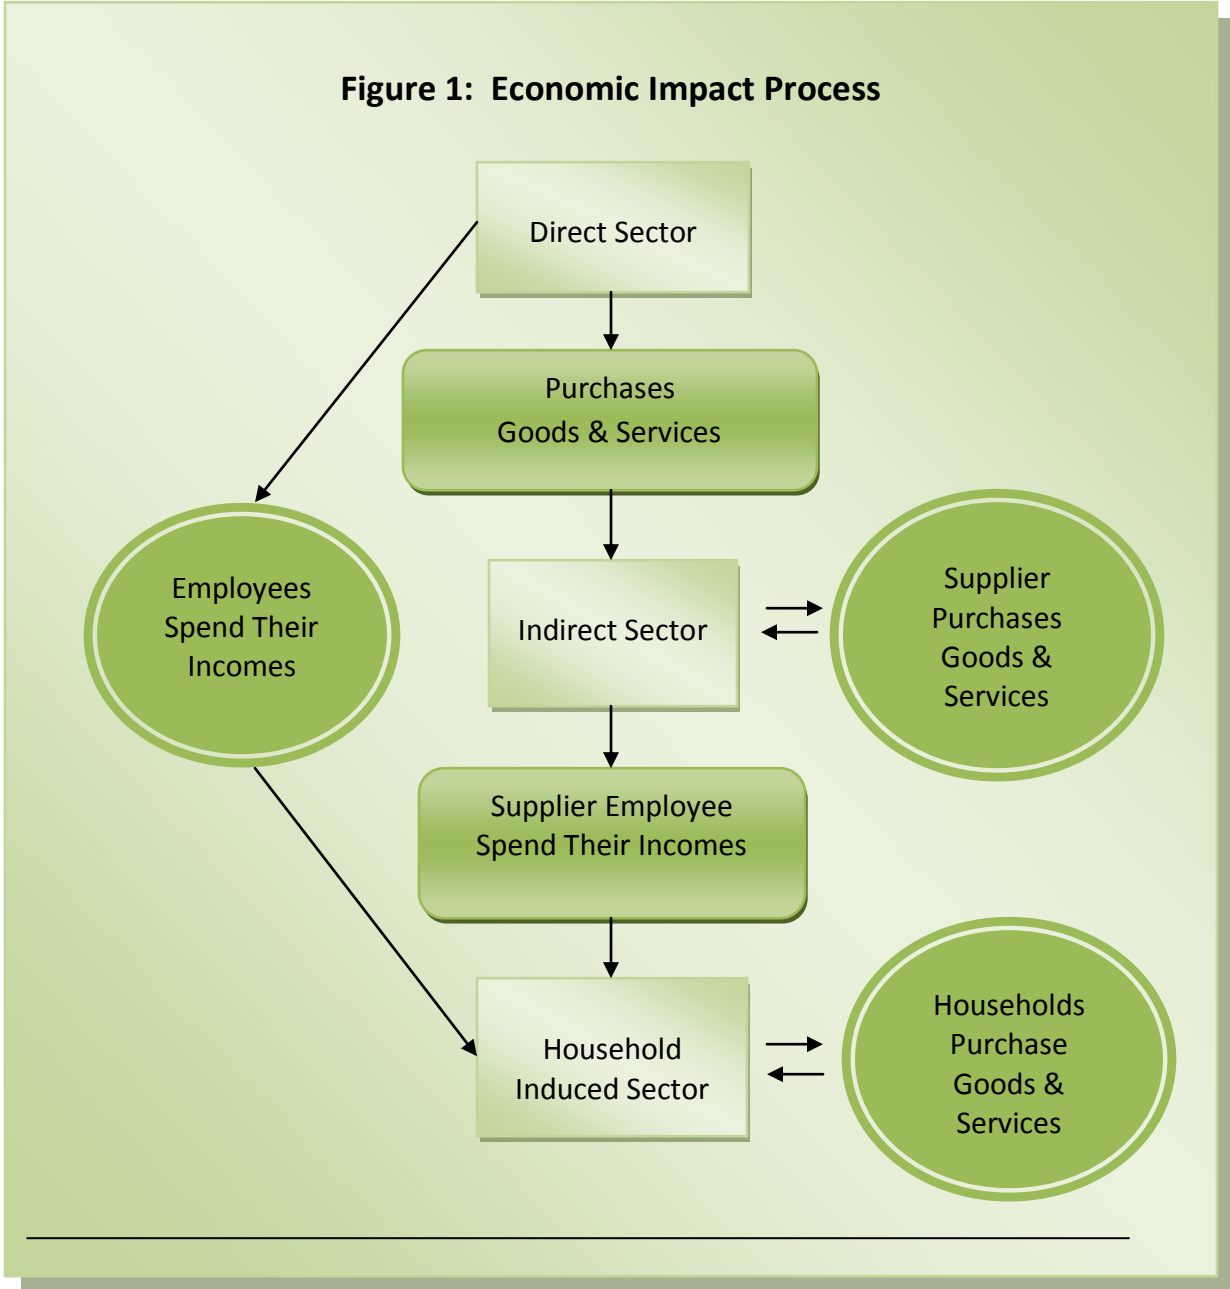 Figure 1:  Economic Impact Process
Direct Sector
Purchases
Goods & Services
Employees
Spend Their
Incomes
Indirect Sector
Supplier
Purchases
Goods &
Services
Supplier Employee
Spend Their Incomes
Household
Induced Sector
Households
Purchase
Goods &
Services